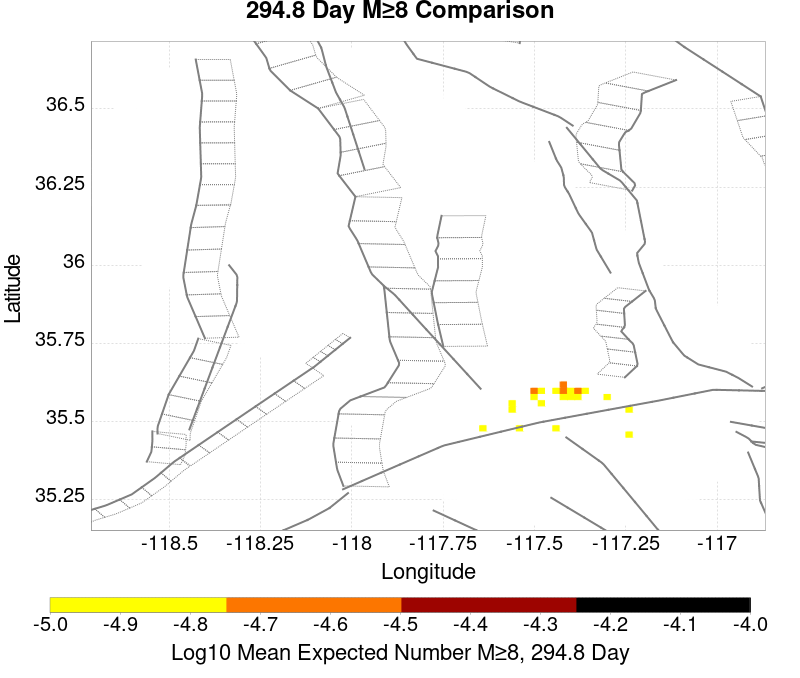 294.8 Day M≥8 Comparison
36.5
36.25
36
35.75
35.5
35.25
Latitude
-118.5 -118.25 -118 -117.75 -117.5 -117.25 -117
Longitude
-5.0 -4.9 -4.8 -4.7 -4.6 -4.5 -4.4 -4.3 -4.2 -4.1 -4.0
Log10 Mean Expected Number M≥8, 294.8 Day